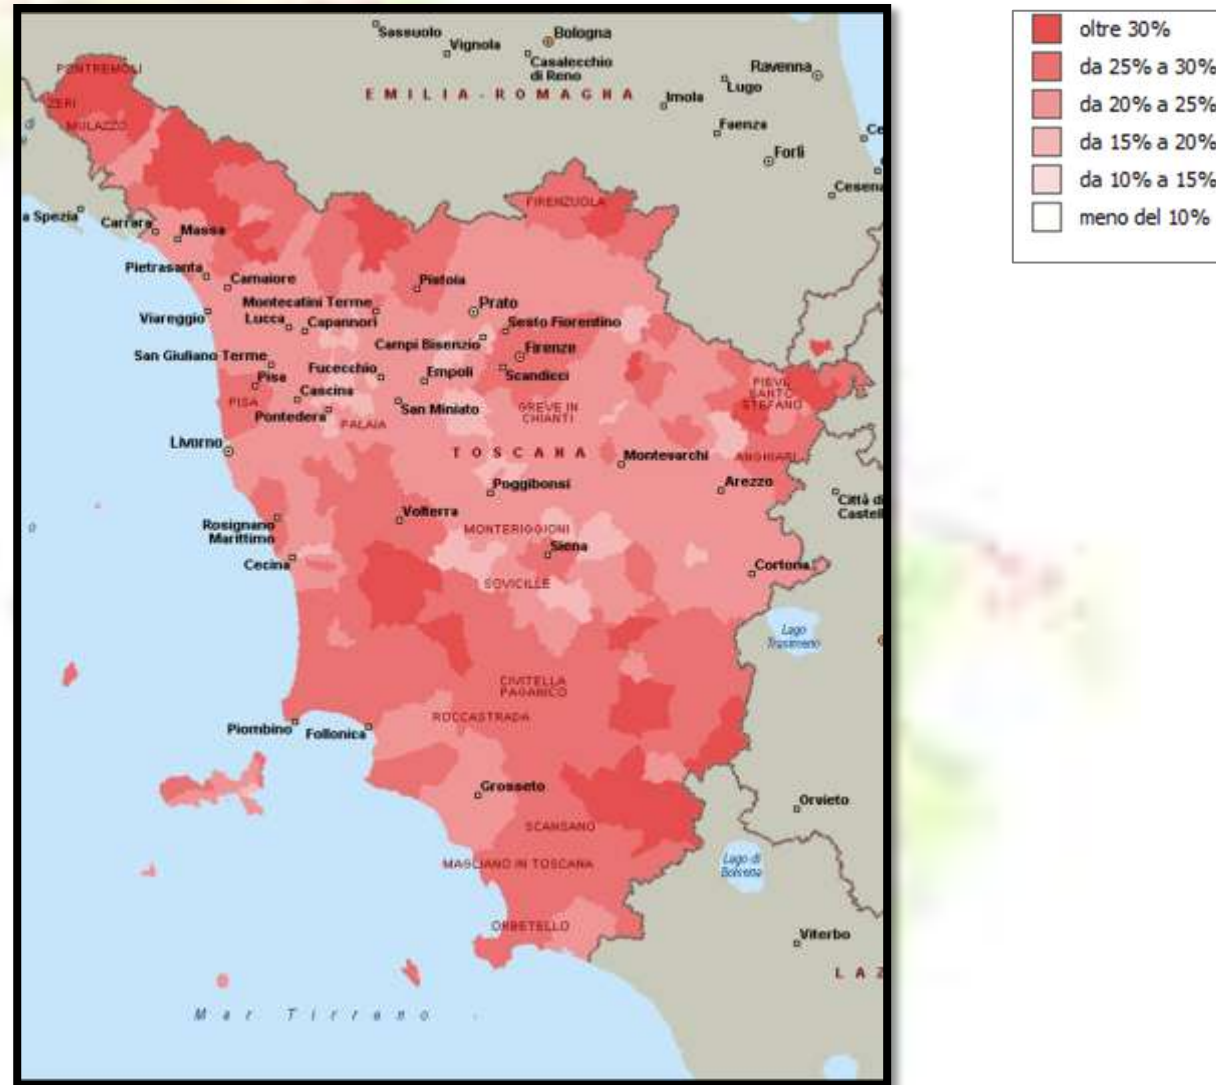 Sassuolo
Bologna
Vignola
Casalecchio
di Reno
Ravenna
Lugo
EMILIA-ROMAGNA
Imola
Faenza
Ce
Forlì
Cesena
PONTREMOLI
ZERI
MULAZZO
di
a Spezia
Carrara
Massa
FIRENZUOLA
Pietrasanta
Camaiore
Pistoia
Montecatini Terme
Prato
Viareggio
Lucca
Capannori
Sesto Fiorentino
Campi Bisenzio
Firenze
San Giuliano Terme
Fucecchio
Empoli
Scandicci
Pisa
Cascina
PISA
San Miniato
GREVE IN
CHIANTI
PIEVE
SANTO
STEFANO
Pontedera
PALAIA
Livorno
TOSCANA
Montevarchi
ANGHIARI
Poggibonsi
Arezzo
Città di
Castell
Volterra
Rosignano
Marittimo
MONTERIGGIONI
Siena
Cecina
Cortona
SOVICILLE
Lago
Trasimeno
CIVITELLA
PAGANICO
ROCCASTRADA
Piombino
Follonica
Grosseto
Orvieto
SCANSANO
MAGLIANO IN TOSCANA
Lago di
Bolsena
ORBETELLO
Viterbo
LAZ
Mar Tirreno
oltre 30%
da 25% a 30%
da 20% a 25%
da 15% a 20%
da 10% a 15%
meno del 10%